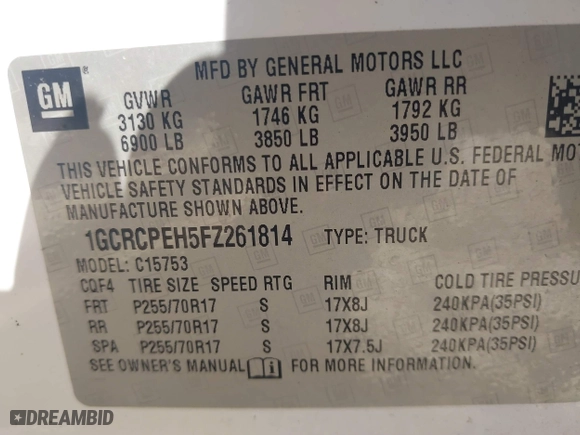 MFD BY GENERAL MOTORS LLC
GM
GVWR GAWR FRT GAWR RR
3130 KG 1746 KG 1792 KG
6900 LB 3850 LB 3950 LB
THIS VEHICLE CONFORMS TO ALL APPLICABLE U.S. FEDERAL MOT
VEHICLE SAFETY STANDARDS IN EFFECT ON THE DATE OF
MANUFACTURE SHOWN ABOVE.
1GCRCPEH5FZ261814 TYPE: TRUCK
MODEL: C15753
CQF4 TIRE SIZE SPEED RTG RIM COLD TIRE PRESSU
FRT P255/70R17 S 17X8J 240KPA(35PSI)
RR P255/70R17 S 17X8J 240KPA(35PSI)
SPA P255/70R17 S 17X7.5J 240KPA(35PSI)
SEE OWNER'S MANUAL i FOR MORE INFORMATION.
DREAMBID